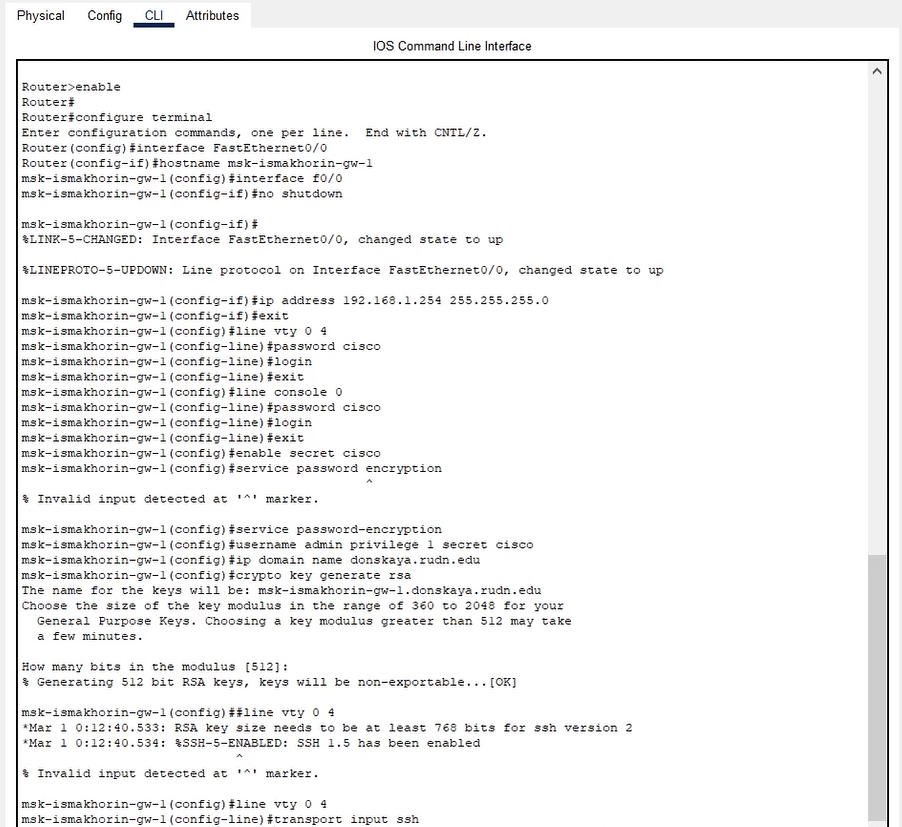 Physical Config CLI Attributes
IOS Command Line Interface
Router>enable
Router#
Router#configure terminal
Enter configuration commands, one per line.  End with CNTL/Z.
Router(config)#interface FastEthernet0/0
Router(config-if)#hostname msk-ismakhorin-gw-1
msk-ismakhorin-gw-1(config)#interface f0/0
msk-ismakhorin-gw-1(config-if)#no shutdown
msk-ismakhorin-gw-1(config-if)#
%LINK-5-CHANGED: Interface FastEthernet0/0, changed state to up
%LINEPROTO-5-UPDOWN: Line protocol on Interface FastEthernet0/0, changed state to up
msk-ismakhorin-gw-1(config-if)#ip address 192.168.1.254 255.255.255.0
msk-ismakhorin-gw-1(config-if)#exit
msk-ismakhorin-gw-1(config)#line vty 0 4
msk-ismakhorin-gw-1(config-line)#password cisco
msk-ismakhorin-gw-1(config-line)#login
msk-ismakhorin-gw-1(config-line)#exit
msk-ismakhorin-gw-1(config)#line console 0
msk-ismakhorin-gw-1(config-line)#password cisco
msk-ismakhorin-gw-1(config-line)#login
msk-ismakhorin-gw-1(config-line)#exit
msk-ismakhorin-gw-1(config)#enable secret cisco
msk-ismakhorin-gw-1(config)#service password encryption
^
% Invalid input detected at '^' marker.
msk-ismakhorin-gw-1(config)#service password-encryption
msk-ismakhorin-gw-1(config)#username admin privilege 1 secret cisco
msk-ismakhorin-gw-1(config)#ip domain name donskaya.rudn.edu
msk-ismakhorin-gw-1(config)#crypto key generate rsa
The name for the keys will be: msk-ismakhorin-gw-1.donskaya.rudn.edu
Choose the size of the key modulus in the range of 360 to 2048 for your
General Purpose Keys. Choosing a key modulus greater than 512 may take
a few minutes.
How many bits in the modulus [512]:
% Generating 512 bit RSA keys, keys will be non-exportable...[OK]
msk-ismakhorin-gw-1(config)##line vty 0 4
*Mar 1 0:12:40.533: RSA key size needs to be at least 768 bits for ssh version 2
*Mar 1 0:12:40.534: %SSH-5-ENABLED: SSH 1.5 has been enabled
^
% Invalid input detected at '^' marker.
msk-ismakhorin-gw-1(config)#line vty 0 4
msk-ismakhorin-gw-1(config-line)#transport input ssh